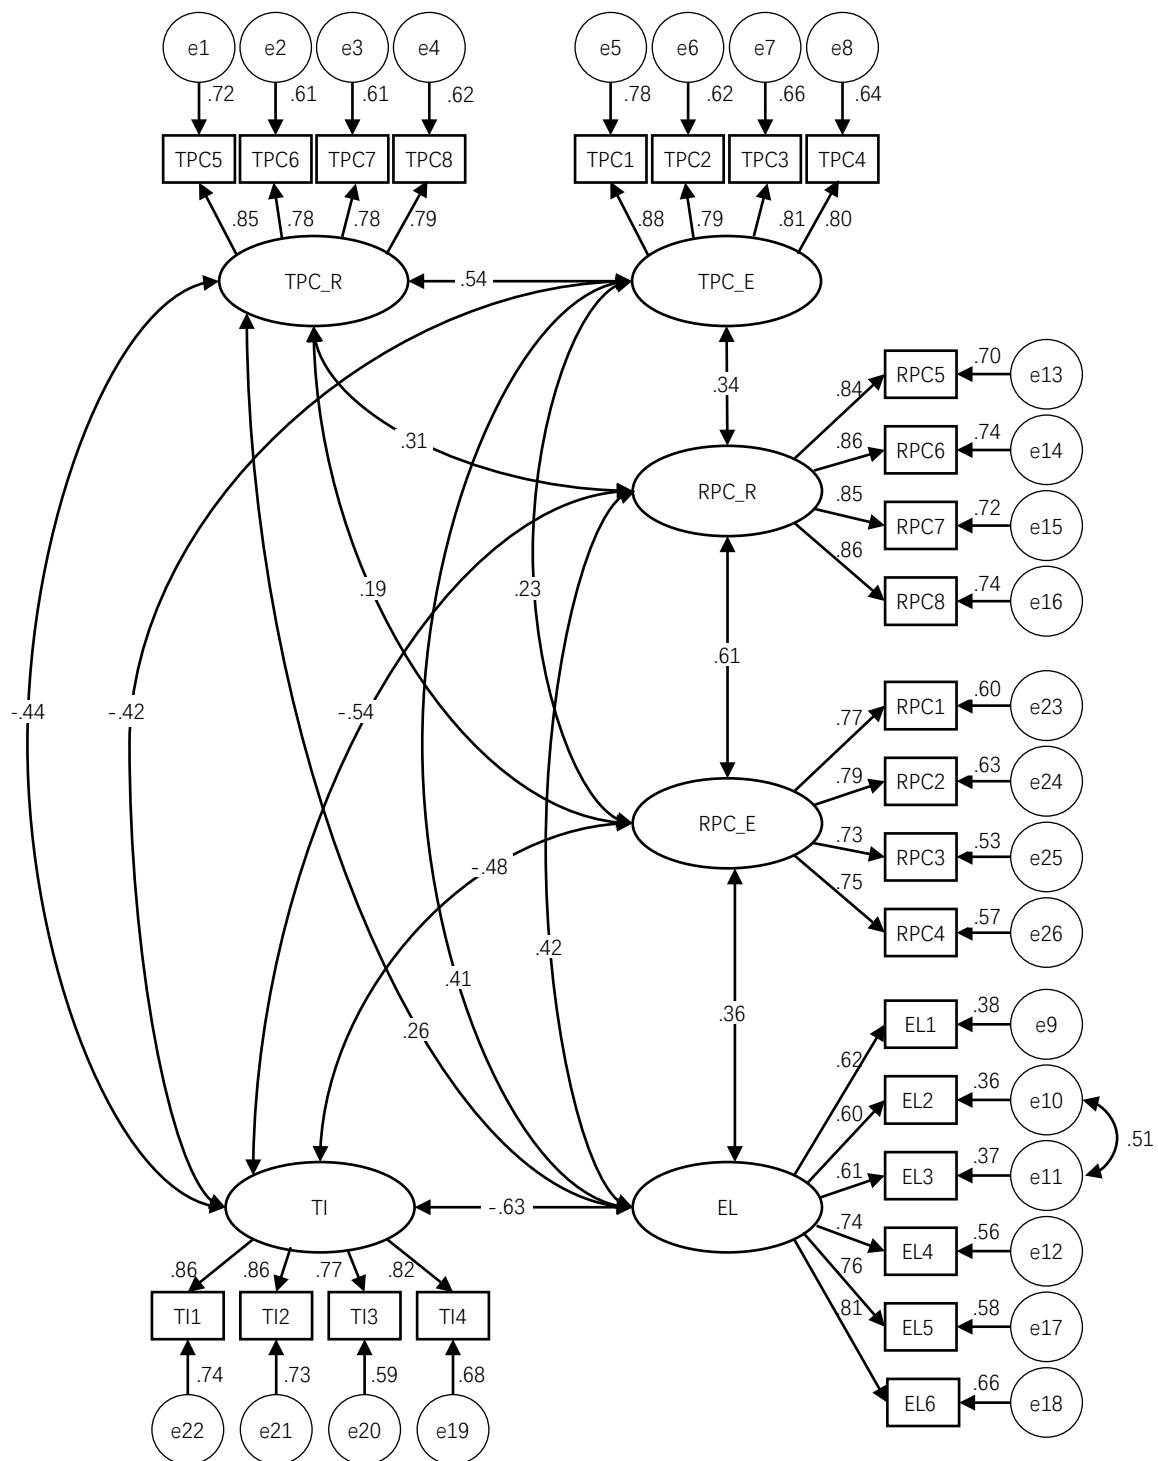 e1 e2 e3 e4 e5 e6 e7 e8
.72 .61 .61 .62 .78 .62 .66 .64
TPC5 TPC6 TPC7 TPC8 TPC1 TPC2 TPC3 TPC4
.85 .78 .78 .79 .88 .79 .81 .80
TPC_R .54 TPC_E
.34
.70
.84 RPC5 e13
.31
.74
.86 RPC6 e14
RPC_R
.72
.85 RPC7 e15
.74
.86 RPC8 e16
.19 .23
.61
-.44 -.42 -.54
.60
.77 RPC1 e23
.63
.79 RPC2 e24
RPC_E
.53
.73 RPC3 e25
-.48
.57
.75 RPC4 e26
.42
.41
.26
.36
.38
EL1 e9
.62
.36
EL2 e10
.60
.51
.37
.61 EL3 e11
TI -.63 EL
.56
.74 EL4 e12
.58
.76 EL5 e17
.66
.81 EL6 e18
.86 .86 .77 .82
TI1 TI2 TI3 TI4
.74 .73 .59 .68
e22 e21 e20 e19